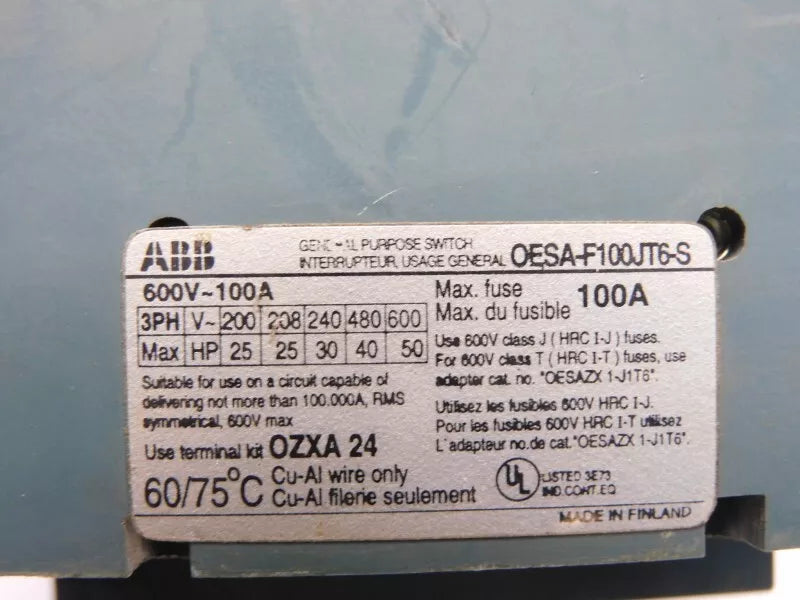 ABB
GENERAL PURPOSE SWITCH
INTERRUPTEUR, USAGE GENERAL
OESA-F100JT6-S
600V~100A
3PH V~ 200 208 240 480 600
Max HP 25 25 30 40 50
Suitable for use on a circuit capable of
delivering not more than 100.000A, RMS
symmetrical, 600V max
Use terminal kit OZXA 24
60/75°C
Cu-Al wire only
Cu-Al filerie seulement
Max. fuse
Max. du fusible
100A
Use 600V class J ( HRC I-J ) fuses.
For 600V class T ( HRC I-T ) fuses, use
adapter cat. no. "OESAZX 1-J1T6".
Utilisez les fusibles 600V HRC I-J.
Pour les fusibles 600V HRC I-T utilisez
L'adapteur no. de cat. "OESAZX 1-J1T6".
UL
LISTED 3E73
IND.CONT.EQ
MADE IN FINLAND